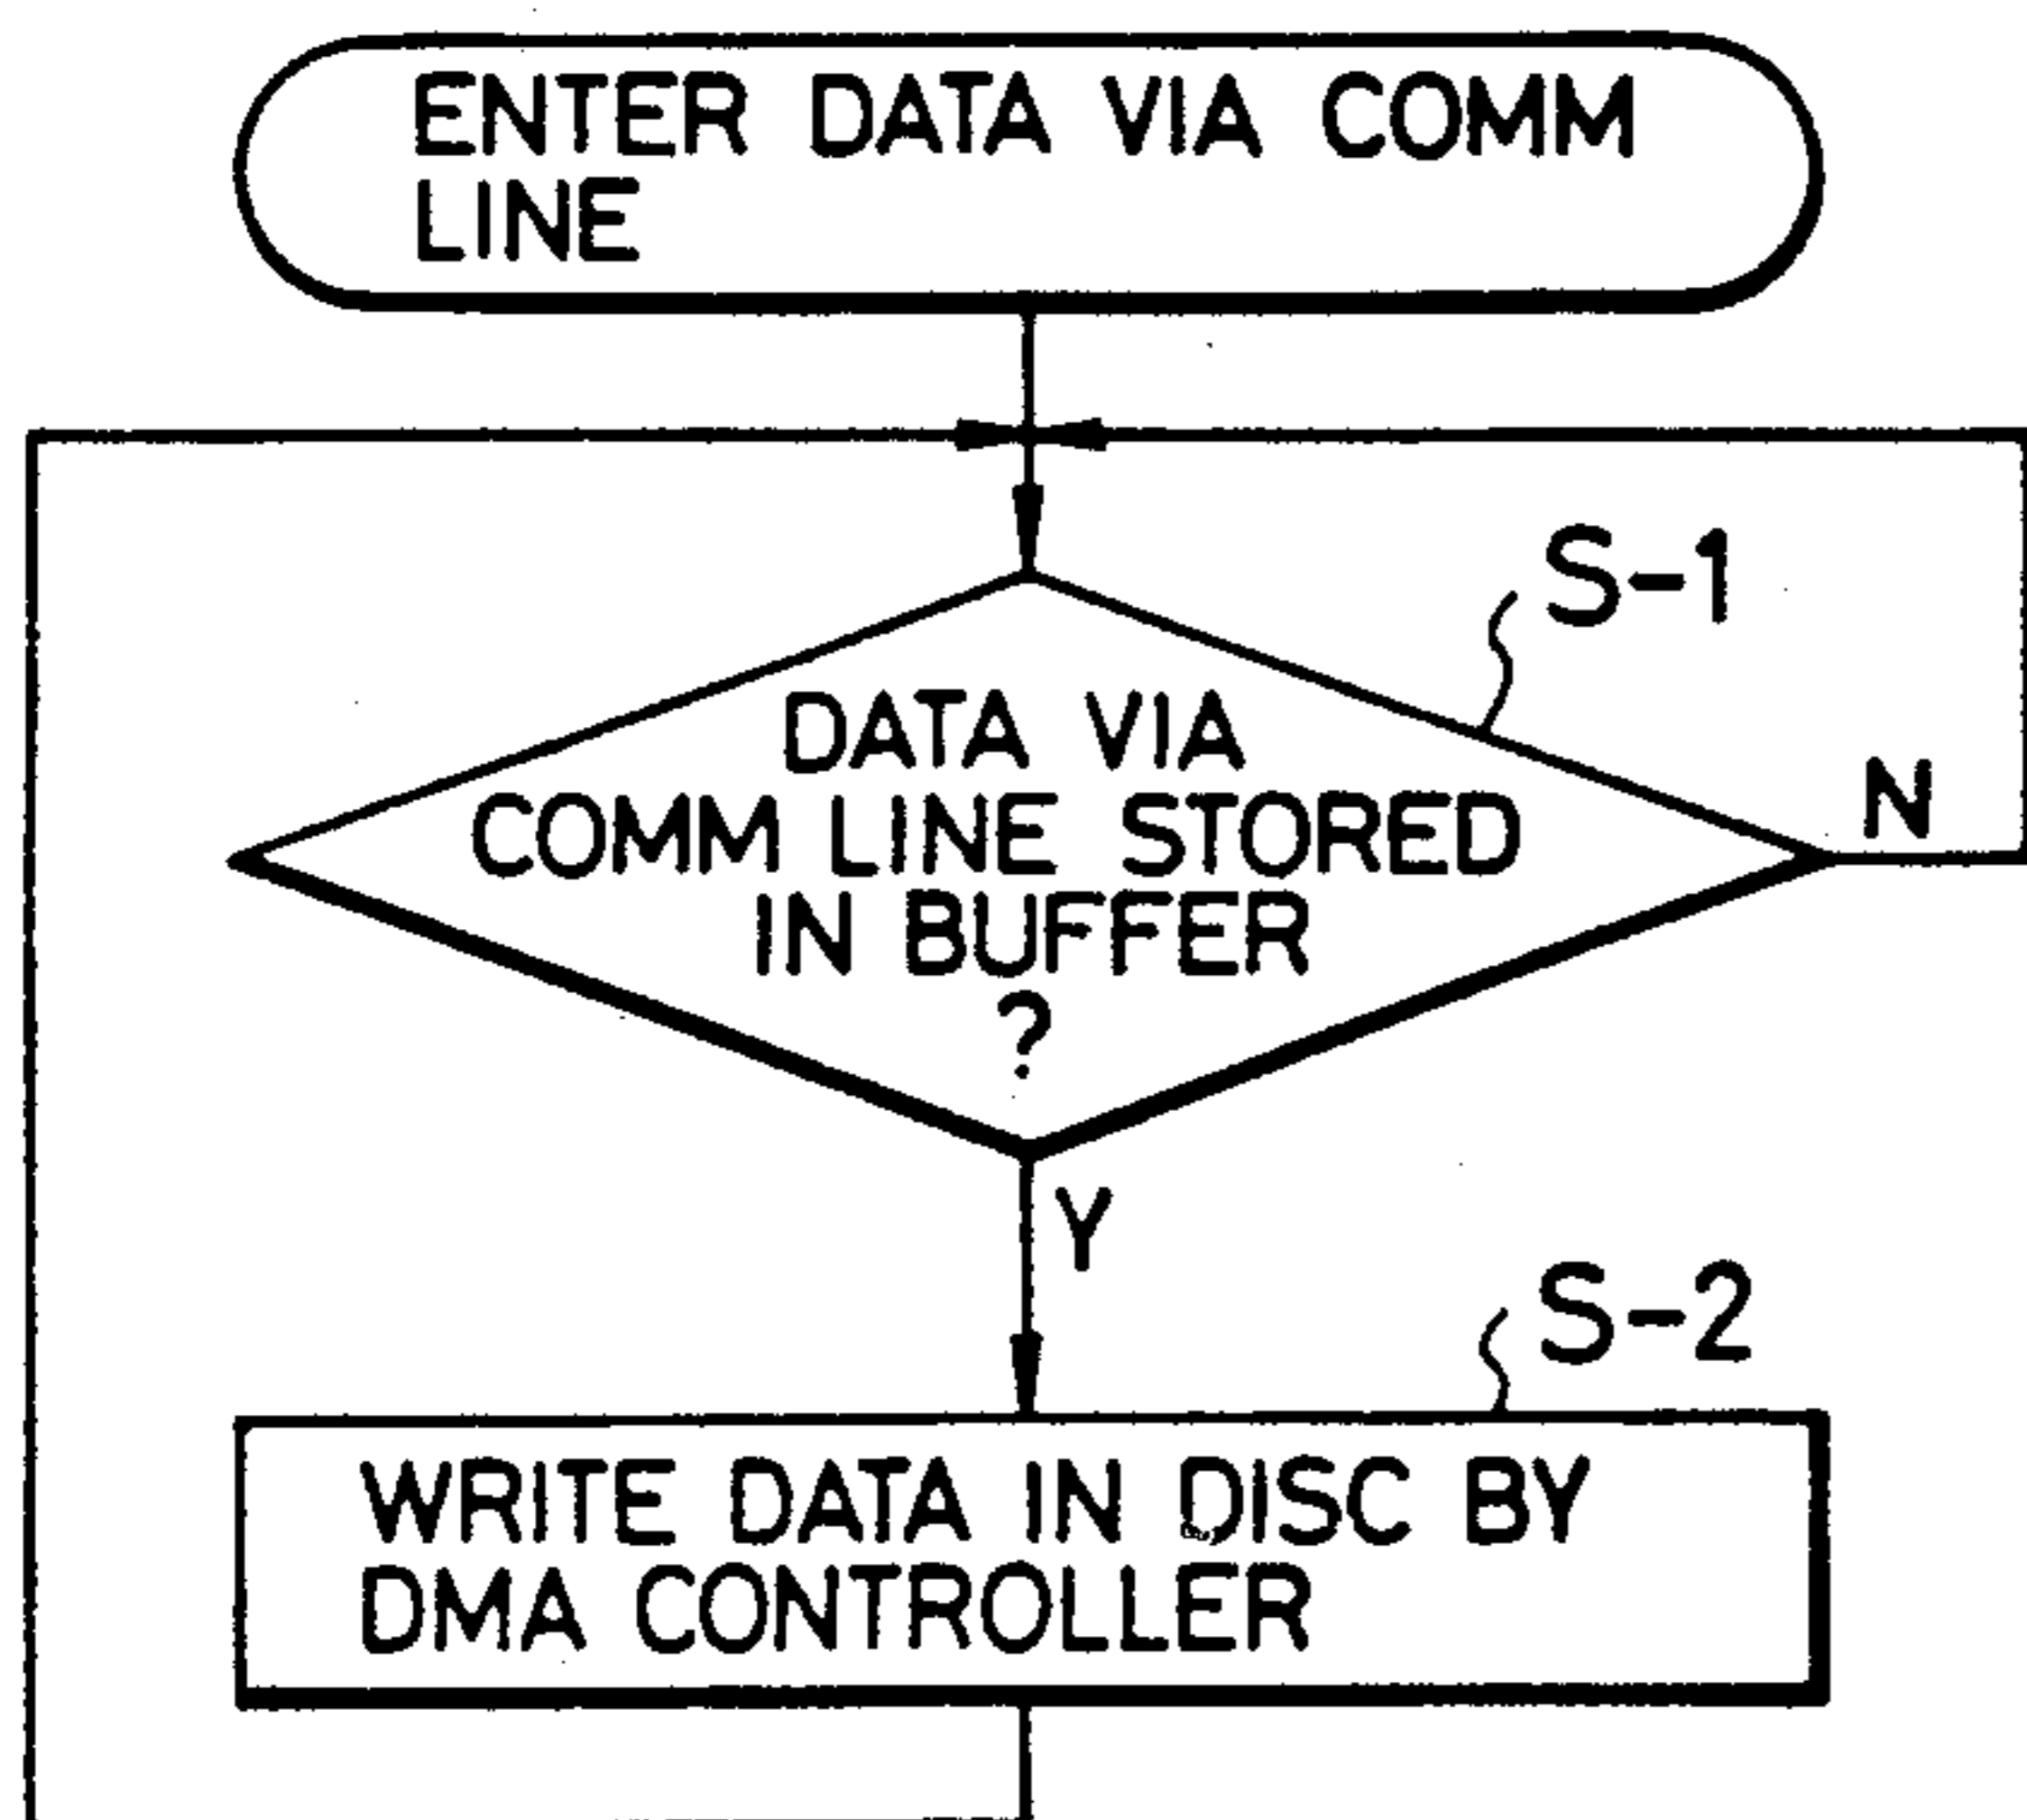 ENTER DATA VIA COMM
LINE
S-1
DATA VIA
COMM LINE STORED
IN BUFFER
?
N
Y
S-2
WRITE DATA IN DISC BY
DMA CONTROLLER